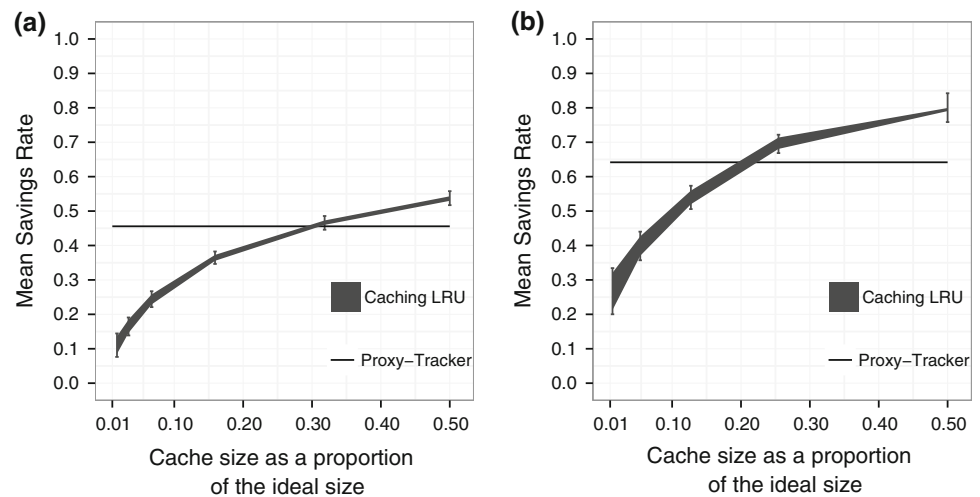 (a)
Mean Savings Rate
1.0
0.9
0.8
0.7
0.6
0.5
0.4
0.3
0.2
0.1
0.0
Caching LRU
Proxy−Tracker
0.01 0.10 0.20 0.30 0.40 0.50
Cache size as a proportion
of the ideal size
(b)
Mean Savings Rate
1.0
0.9
0.8
0.7
0.6
0.5
0.4
0.3
0.2
0.1
0.0
Caching LRU
Proxy−Tracker
0.01 0.10 0.20 0.30 0.40 0.50
Cache size as a proportion
of the ideal size